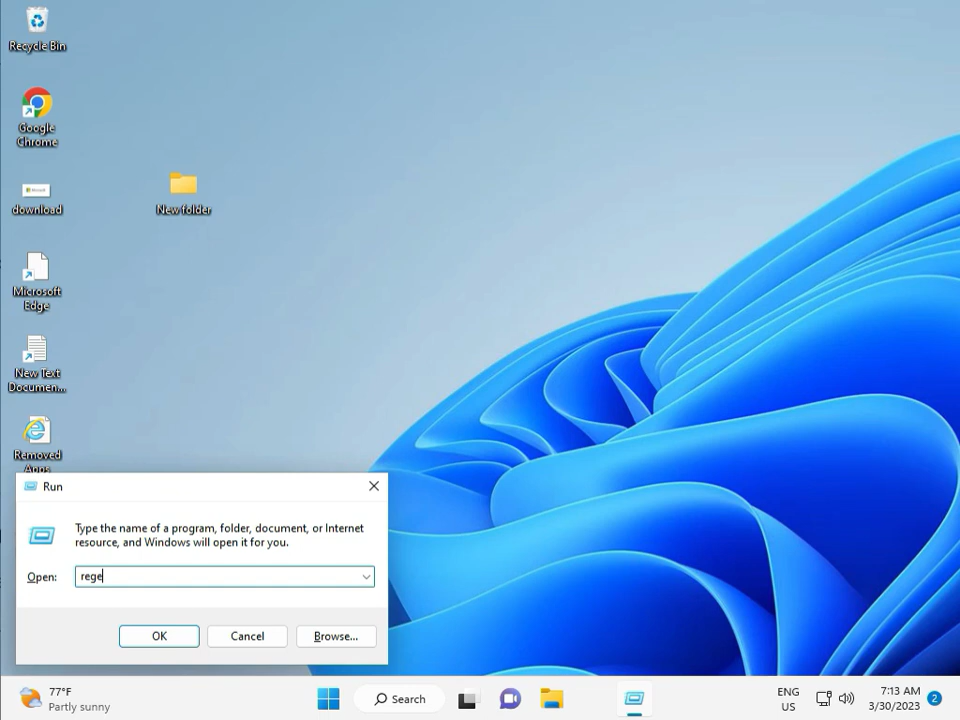 Recycle Bin
Google
Chrome
download
New folder
Microsoft
Edge
New Text
Documen...
Removed
Apps
Run
Type the name of a program, folder, document, or Internet
resource, and Windows will open it for you.
Open:
rege
OK
Cancel
Browse...
77°F
Partly sunny
Search
ENG
US
7:13 AM
3/30/2023
2